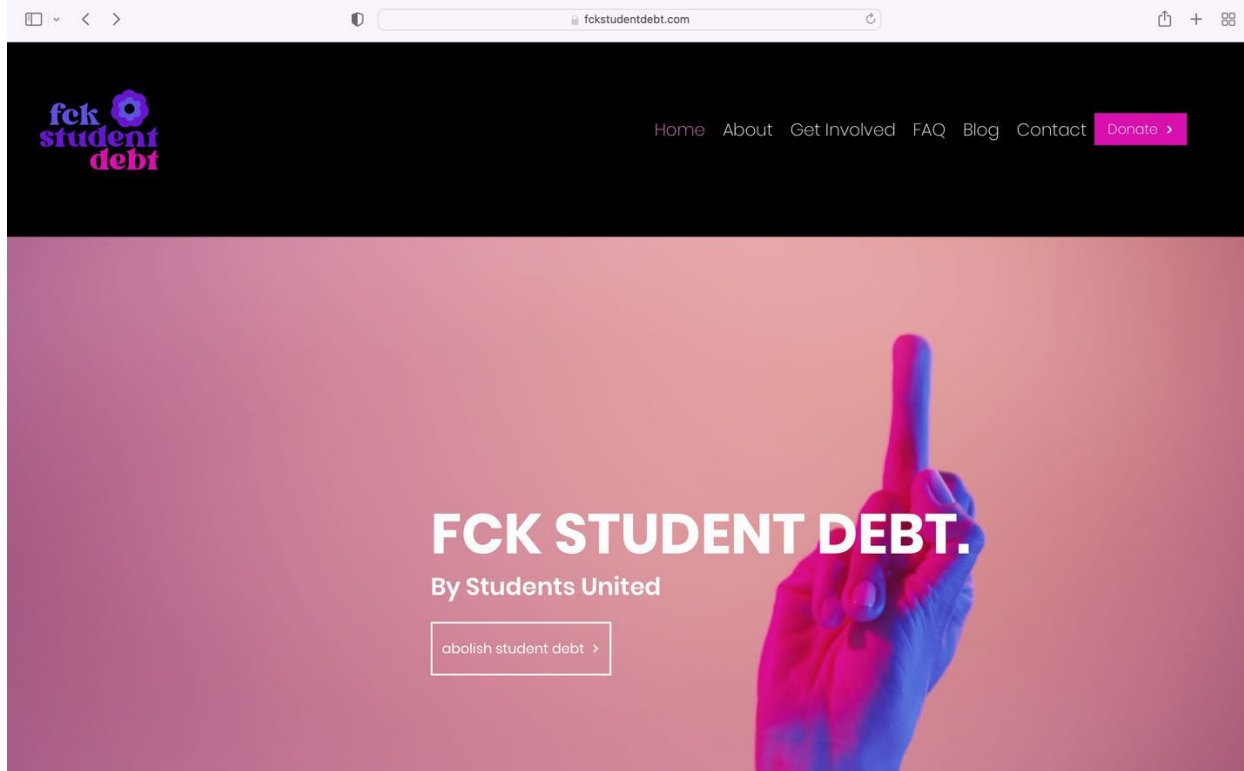 fckstudentdebt.com
fck
student
debt
Home About Get Involved FAQ Blog Contact Donate >
FCK STUDENT DEBT.
By Students United
abolish student debt >